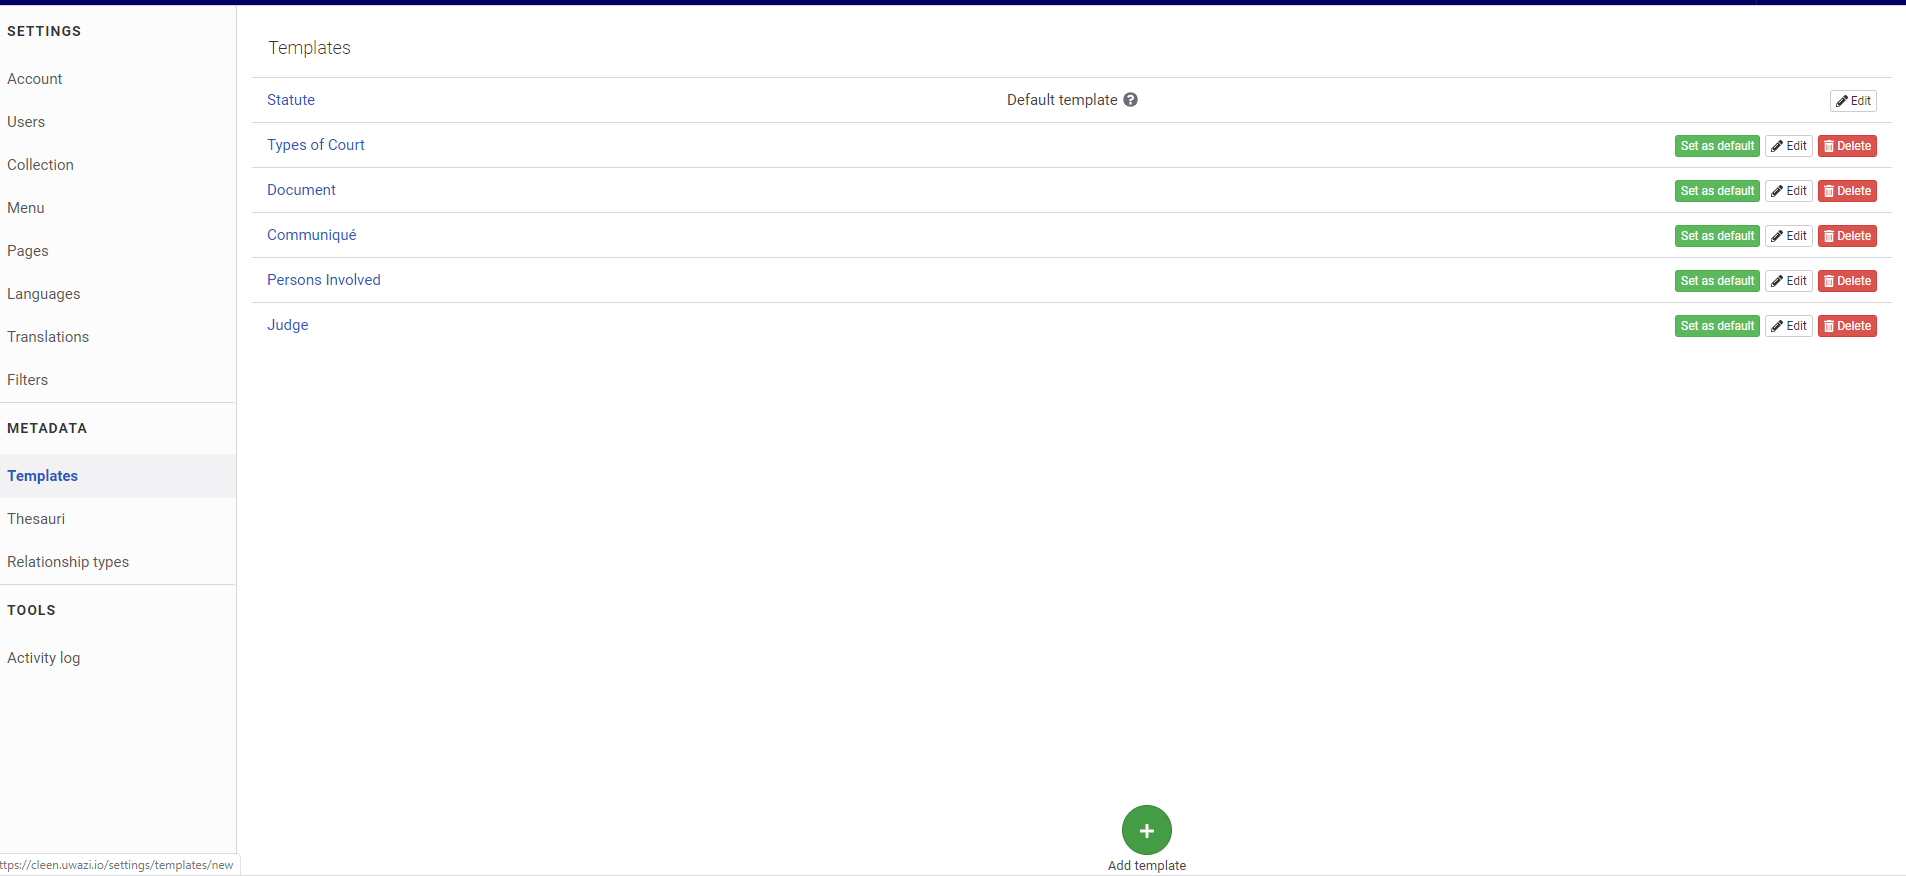 SETTINGS
Account
Users
Collection
Menu
Pages
Languages
Translations
Filters
METADATA
Templates
Thesauri
Relationship types
TOOLS
Activity log
ttps://cleen.uwazi.io/settings/templates/new
Templates
Statute Default template ? Edit
Types of Court Set as default Edit Delete
Document Set as default Edit Delete
Communiqué Set as default Edit Delete
Persons Involved Set as default Edit Delete
Judge Set as default Edit Delete
+
Add template